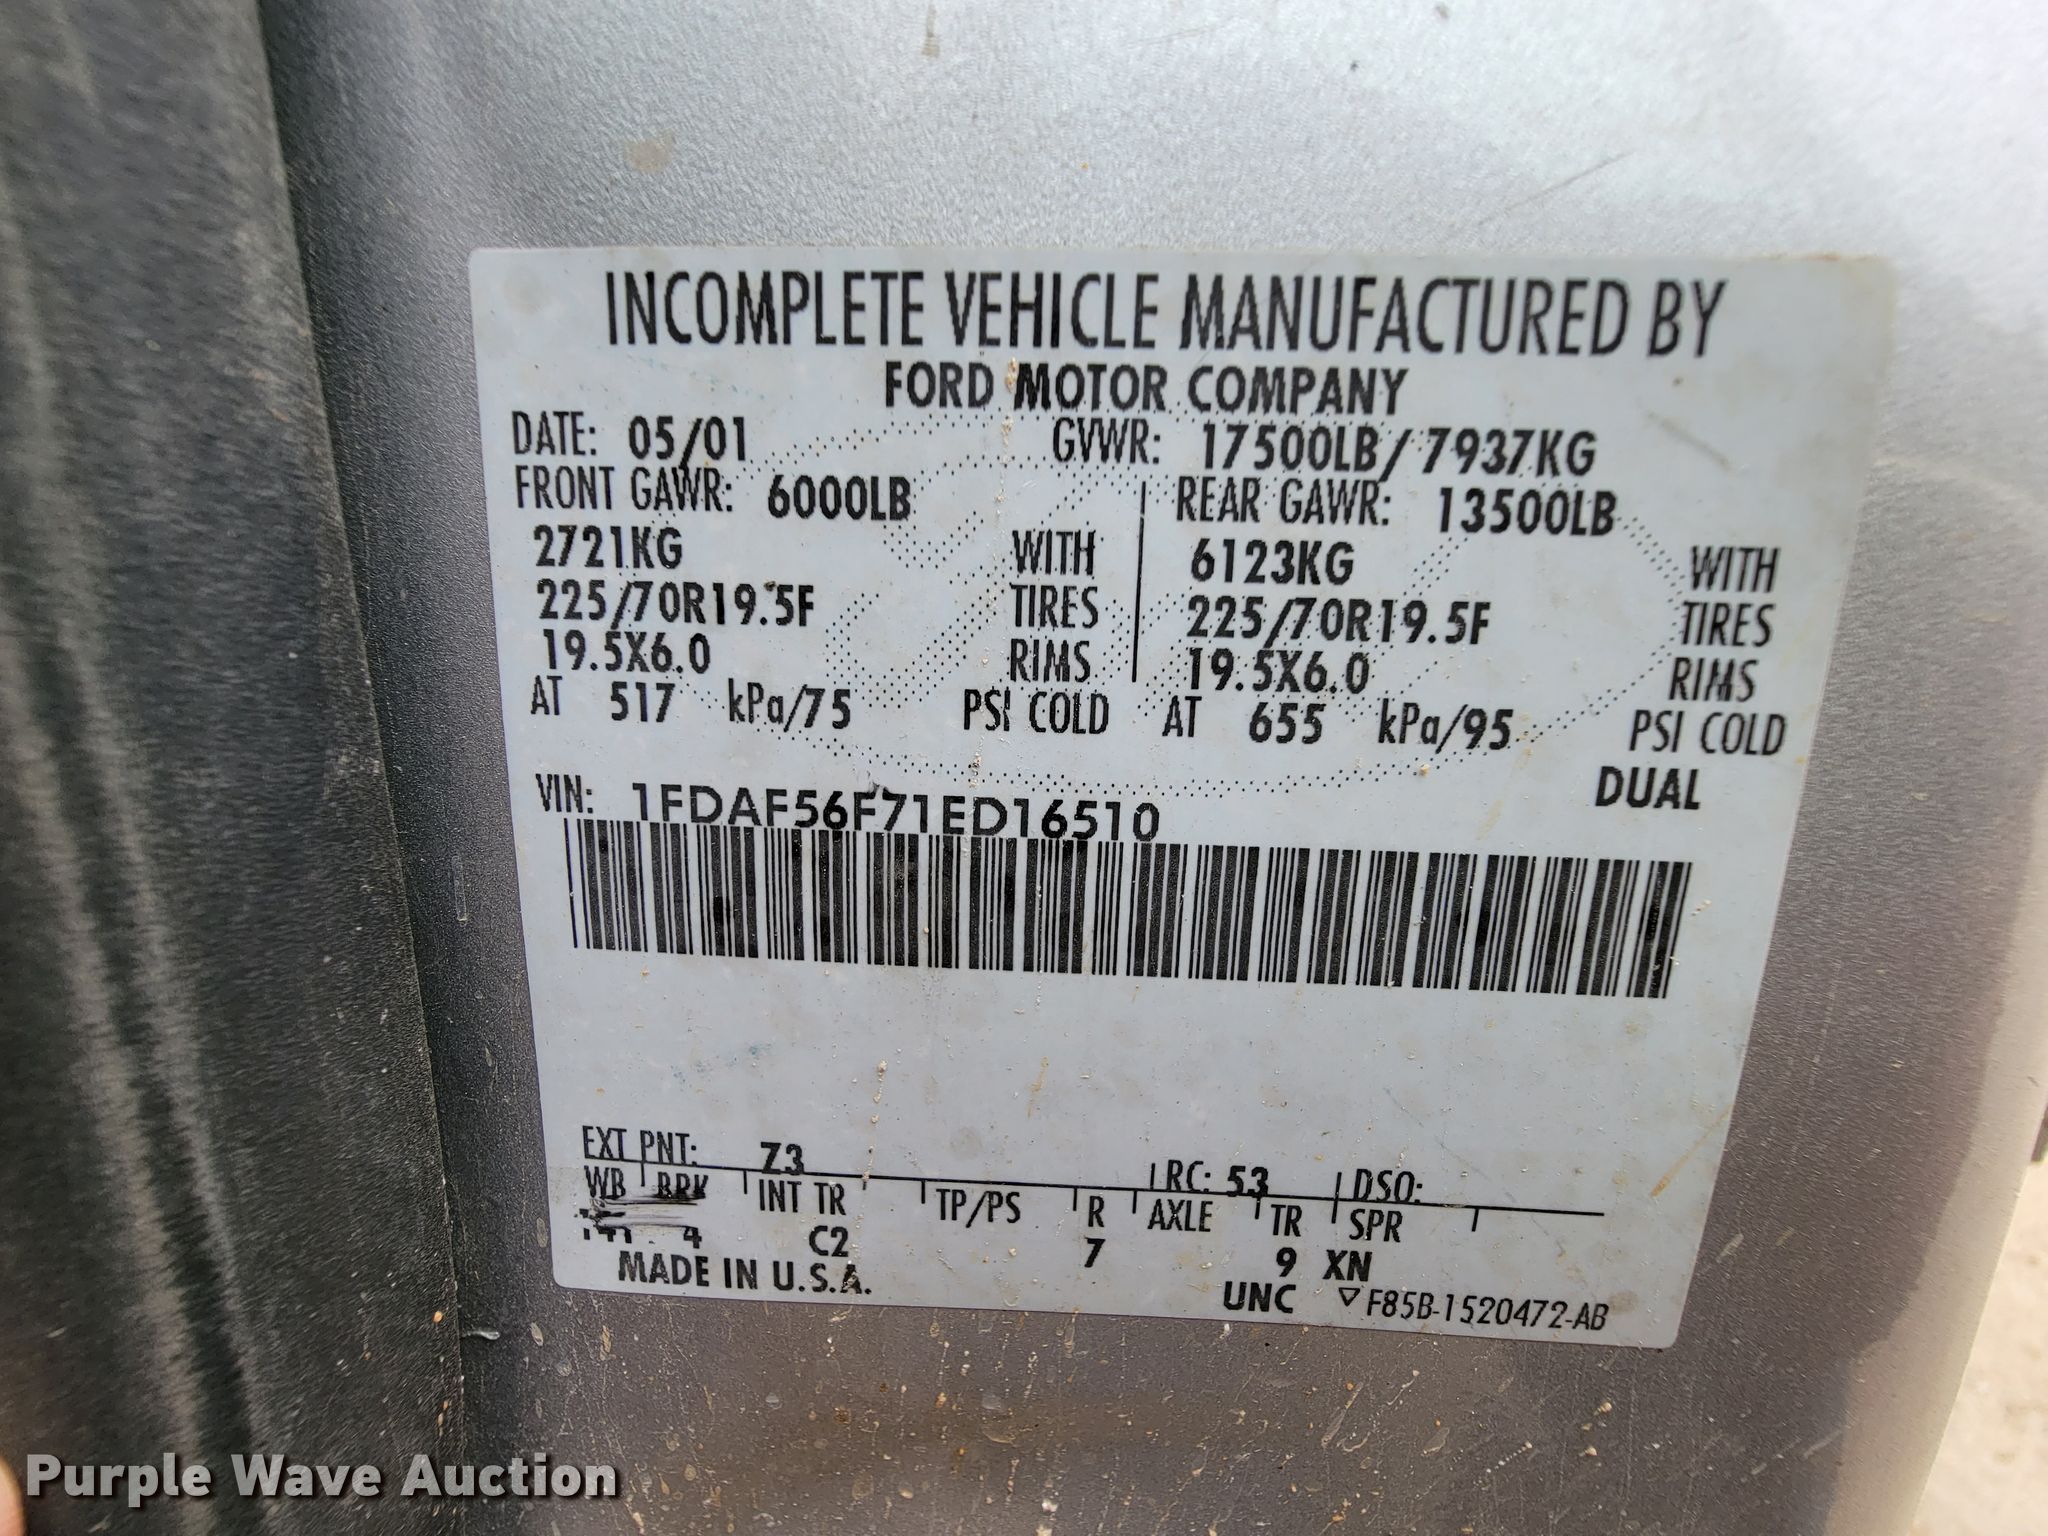 INCOMPLETE VEHICLE MANUFACTURED BY
FORD MOTOR COMPANY
DATE: 05/01 GVWR: 17500LB/7937KG
FRONT GAWR: 6000LB REAR GAWR: 13500LB
2721KG WITH 6123KG WITH
225/70R19.5F TIRES 225/70R19.5F TIRES
19.5X6.0 RIMS 19.5X6.0 RIMS
AT 517 kPa/75 PSI COLD AT 655 kPa/95 PSI COLD
DUAL
VIN: 1FDAF56F71ED16510
EXT PNT: Z3 RC: 53 DSO:
WB BRK INT TR TP/PS R AXLE TR SPR
4 C2 7 9 XN
MADE IN U.S.A. UNC ▽F85B-1520472-AB
Purple Wave Auction